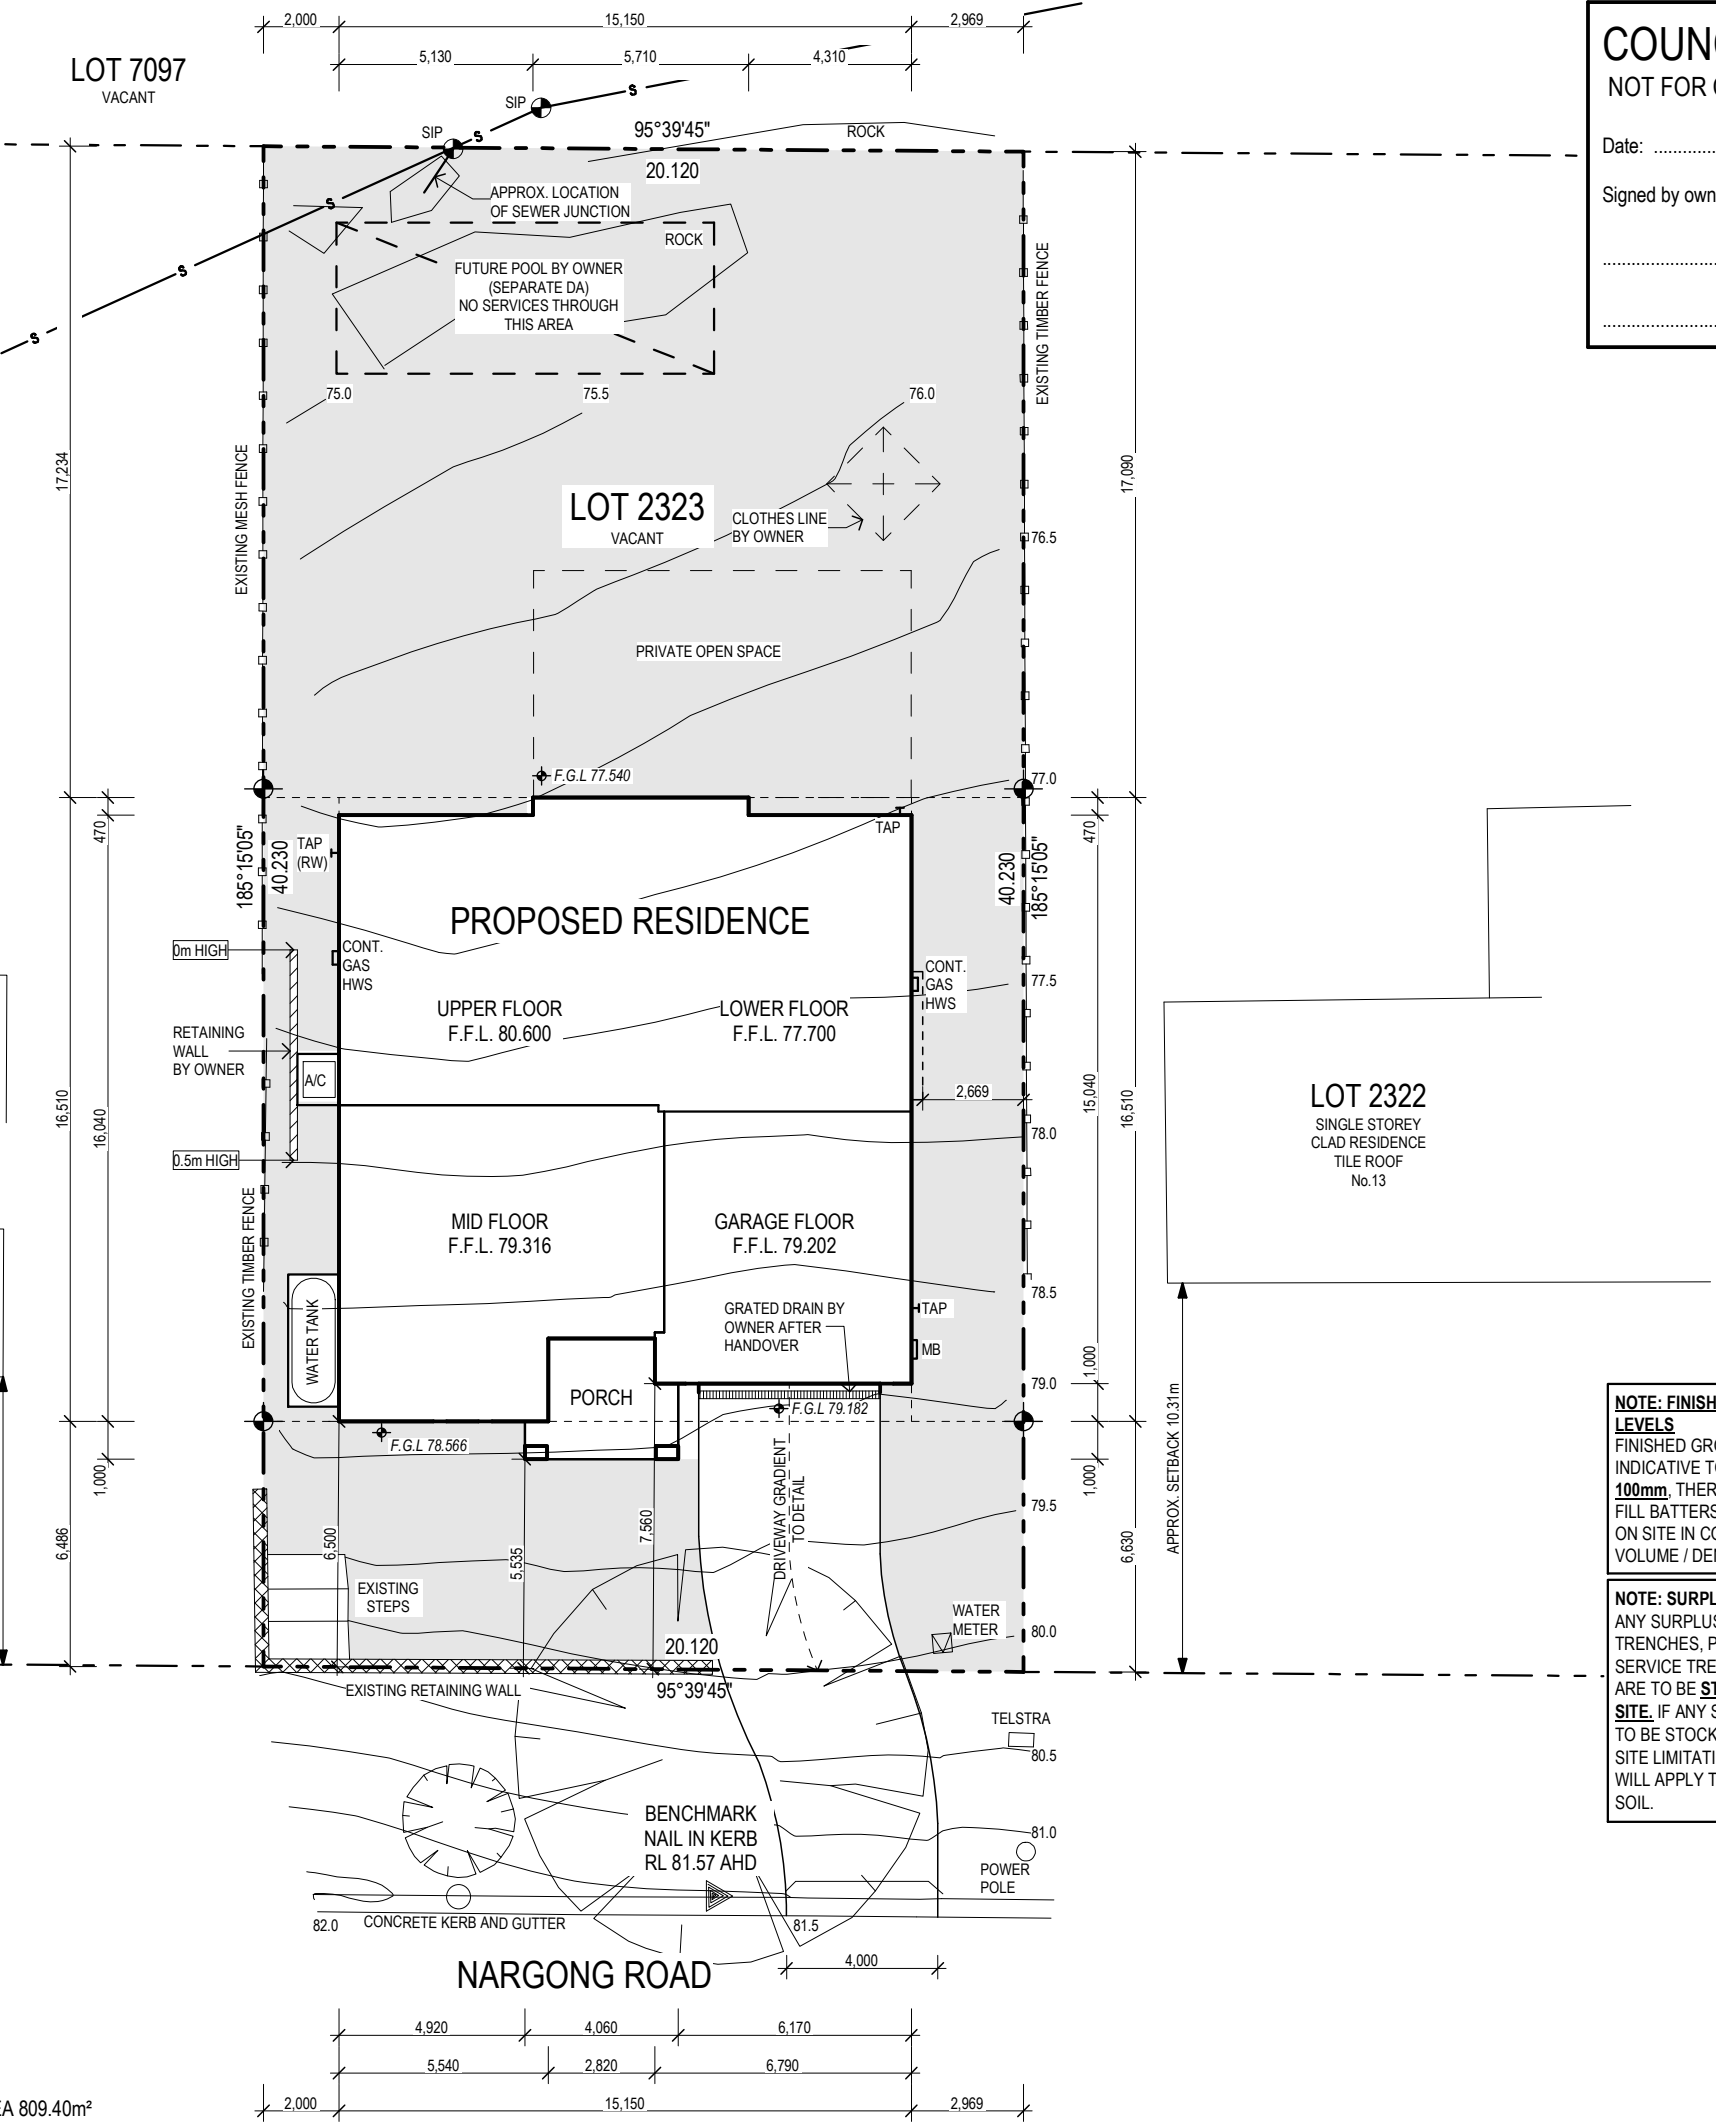 2,000
15,150
2,969
5,130
5,710
4,310
LOT 7097
VACANT
COUN
NOT FOR
Date:
Signed by own
SIP
S
SIP
S
95°39'45"
ROCK
20.120
APPROX. LOCATION
OF SEWER JUNCTION
S
S
S
ROCK
FUTURE POOL BY OWNER
(SEPARATE DA)
NO SERVICES THROUGH
THIS AREA
EXISTING TIMBER FENCE
75.0
75.5
76.0
17,234
EXISTING MESH FENCE
17,090
LOT 2323
VACANT
CLOTHES LINE
BY OWNER
76.5
PRIVATE OPEN SPACE
F.G.L 77.540
77.0
470
185°15'05"
40.230
TAP
(RW)
TAP
40.230
185°15'05"
470
PROPOSED RESIDENCE
0m HIGH
CONT.
GAS
HWS
CONT.
GAS
HWS
77.5
UPPER FLOOR
F.F.L. 80.600
LOWER FLOOR
F.F.L. 77.700
RETAINING
WALL
BY OWNER
A/C
2,669
16,510
16,040
15,040
16,510
LOT 2322
SINGLE STOREY
CLAD RESIDENCE
TILE ROOF
No.13
78.0
0.5m HIGH
EXISTING TIMBER FENCE
MID FLOOR
F.F.L. 79.316
GARAGE FLOOR
F.F.L. 79.202
78.5
WATER TANK
GRATED DRAIN BY
OWNER AFTER
HANDOVER
TAP
MB
1,000
PORCH
79.0
F.G.L 79.182
F.G.L 78.566
1,000
1,000
APPROX. SETBACK 10.31m
NOTE: FINISH
LEVELS
FINISHED GRO
INDICATIVE TO
100mm, THER
FILL BATTERS
ON SITE IN CO
VOLUME / DE
DRIVEWAY GRADIENT
TO DETAIL
79.5
6,486
6,500
5,535
7,560
6,630
EXISTING
STEPS
WATER
METER
80.0
NOTE: SURPL
ANY SURPLUS
TRENCHES, P
SERVICE TRE
ARE TO BE ST
SITE. IF ANY S
TO BE STOCK
SITE LIMITATI
WILL APPLY T
SOIL.
20.120
EXISTING RETAINING WALL
95°39'45"
TELSTRA
80.5
BENCHMARK
NAIL IN KERB
RL 81.57 AHD
81.0
POWER
POLE
82.0
CONCRETE KERB AND GUTTER
81.5
4,000
NARGONG ROAD
4,920
4,060
6,170
5,540
2,820
6,790
2,000
15,150
2,969
EA 809.40m²